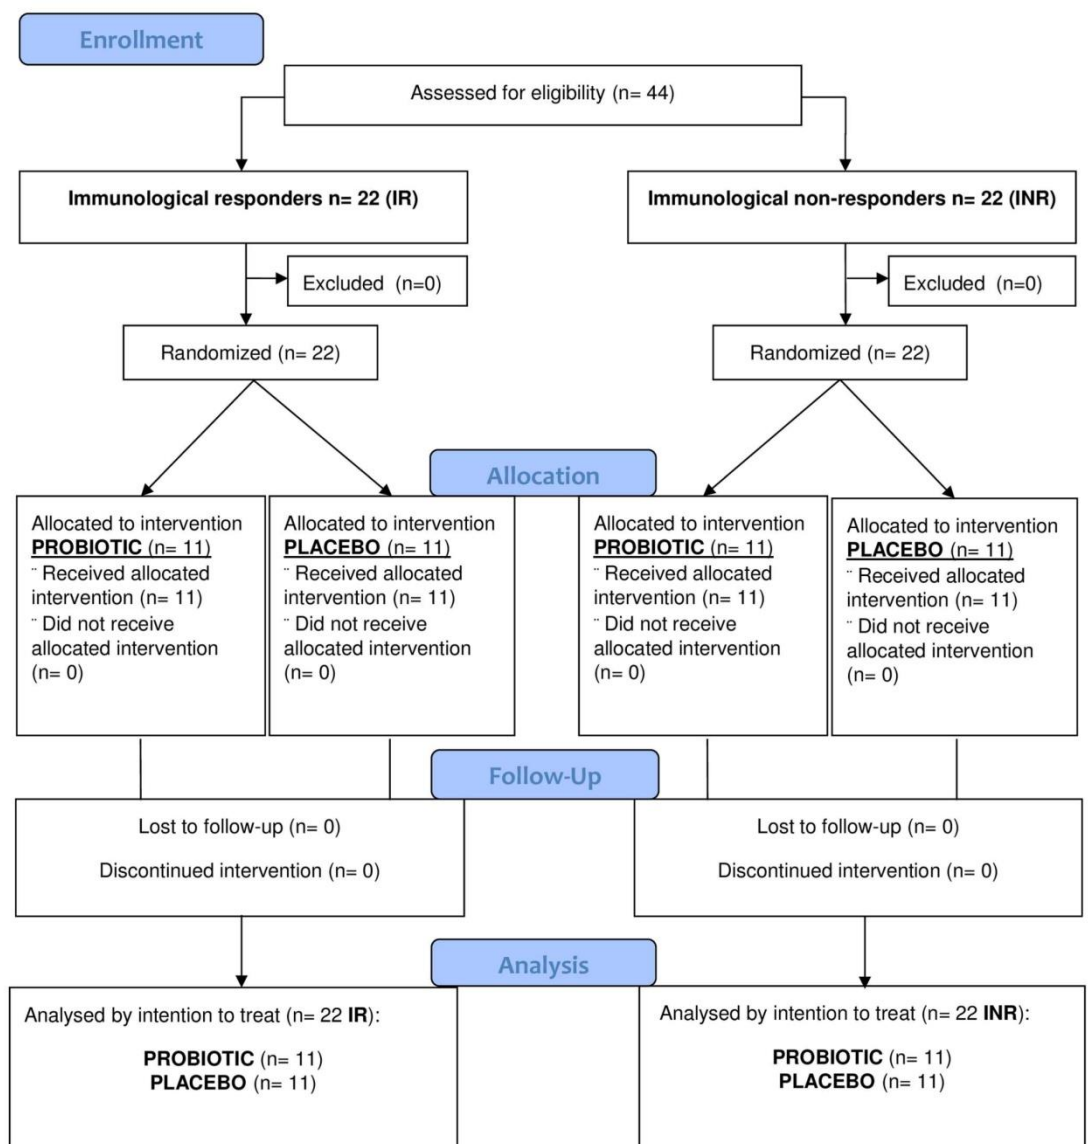 Enrollment
Assessed for eligibility (n= 44)
Immunological responders n= 22 (IR)
Immunological non-responders n= 22 (INR)
Excluded (n=0)
Excluded (n=0)
Randomized (n= 22)
Randomized (n= 22)
Allocation
Allocated to intervention
PROBIOTIC (n= 11)
¨ Received allocated
intervention (n= 11)
¨ Did not receive
allocated intervention
(n= 0)
Allocated to intervention
PLACEBO (n= 11)
¨ Received allocated
intervention (n= 11)
¨ Did not receive
allocated intervention
(n= 0)
Allocated to intervention
PROBIOTIC (n= 11)
¨ Received allocated
intervention (n= 11)
¨ Did not receive
allocated intervention
(n= 0)
Allocated to intervention
PLACEBO (n= 11)
¨ Received allocated
intervention (n= 11)
¨ Did not receive
allocated intervention
(n= 0)
Follow-Up
Lost to follow-up (n= 0)
Discontinued intervention (n= 0)
Lost to follow-up (n= 0)
Discontinued intervention (n= 0)
Analysis
Analysed by intention to treat (n= 22 IR):
PROBIOTIC (n= 11)
PLACEBO (n= 11)
Analysed by intention to treat (n= 22 INR):
PROBIOTIC (n= 11)
PLACEBO (n= 11)